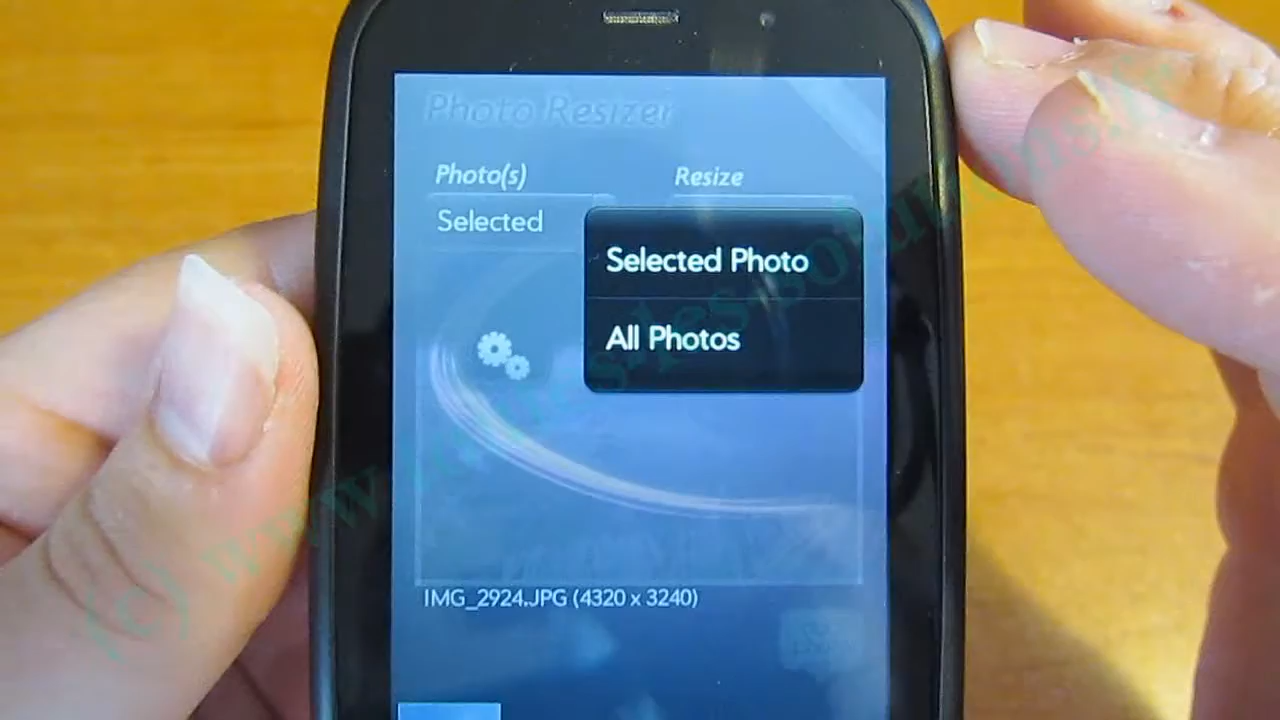 Photo Resizer
Photo(s)
Resize
Selected
Selected Photo
All Photos
IMG_2924.JPG (4320 x 3240)